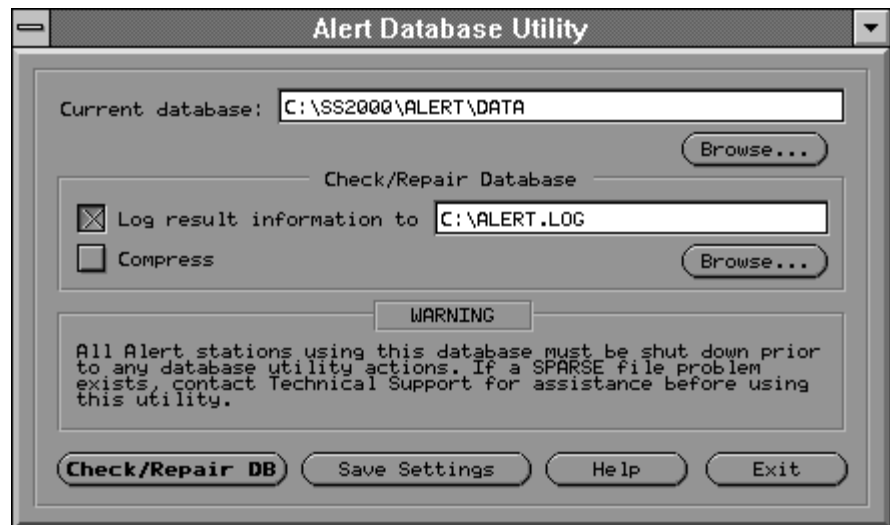 Alert Database Utility
Current database: C:\SS2000\ALERT\DATA
Browse...
Check/Repair Database
Log result information to C:\ALERT.LOG
Compress Browse...
WARNING
All Alert stations using this database must be shut down prior
to any database utility actions. If a SPARSE file problem
exists, contact Technical Support for assistance before using
this utility.
Check/Repair DB Save Settings Help Exit